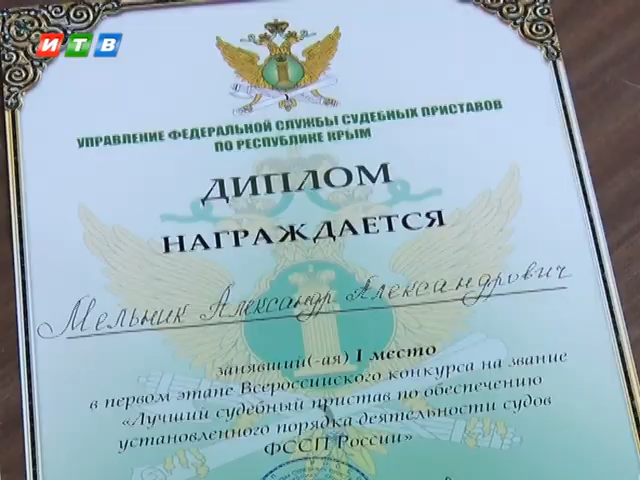 ИТВ
УПРАВЛЕНИЕ ФЕДЕРАЛЬНОЙ СЛУЖБЫ СУДЕБНЫХ ПРИСТАВОВ
ПО РЕСПУБЛИКЕ КРЫМ
ДИПЛОМ
НАГРАЖДАЕТСЯ
Мельник Александр Александрович
занявший(-ая) I место
в первом этапе Всероссийского конкурса на звание
«Лучший судебный пристав по обеспечению
установленного порядка деятельности судов
ФССП России»